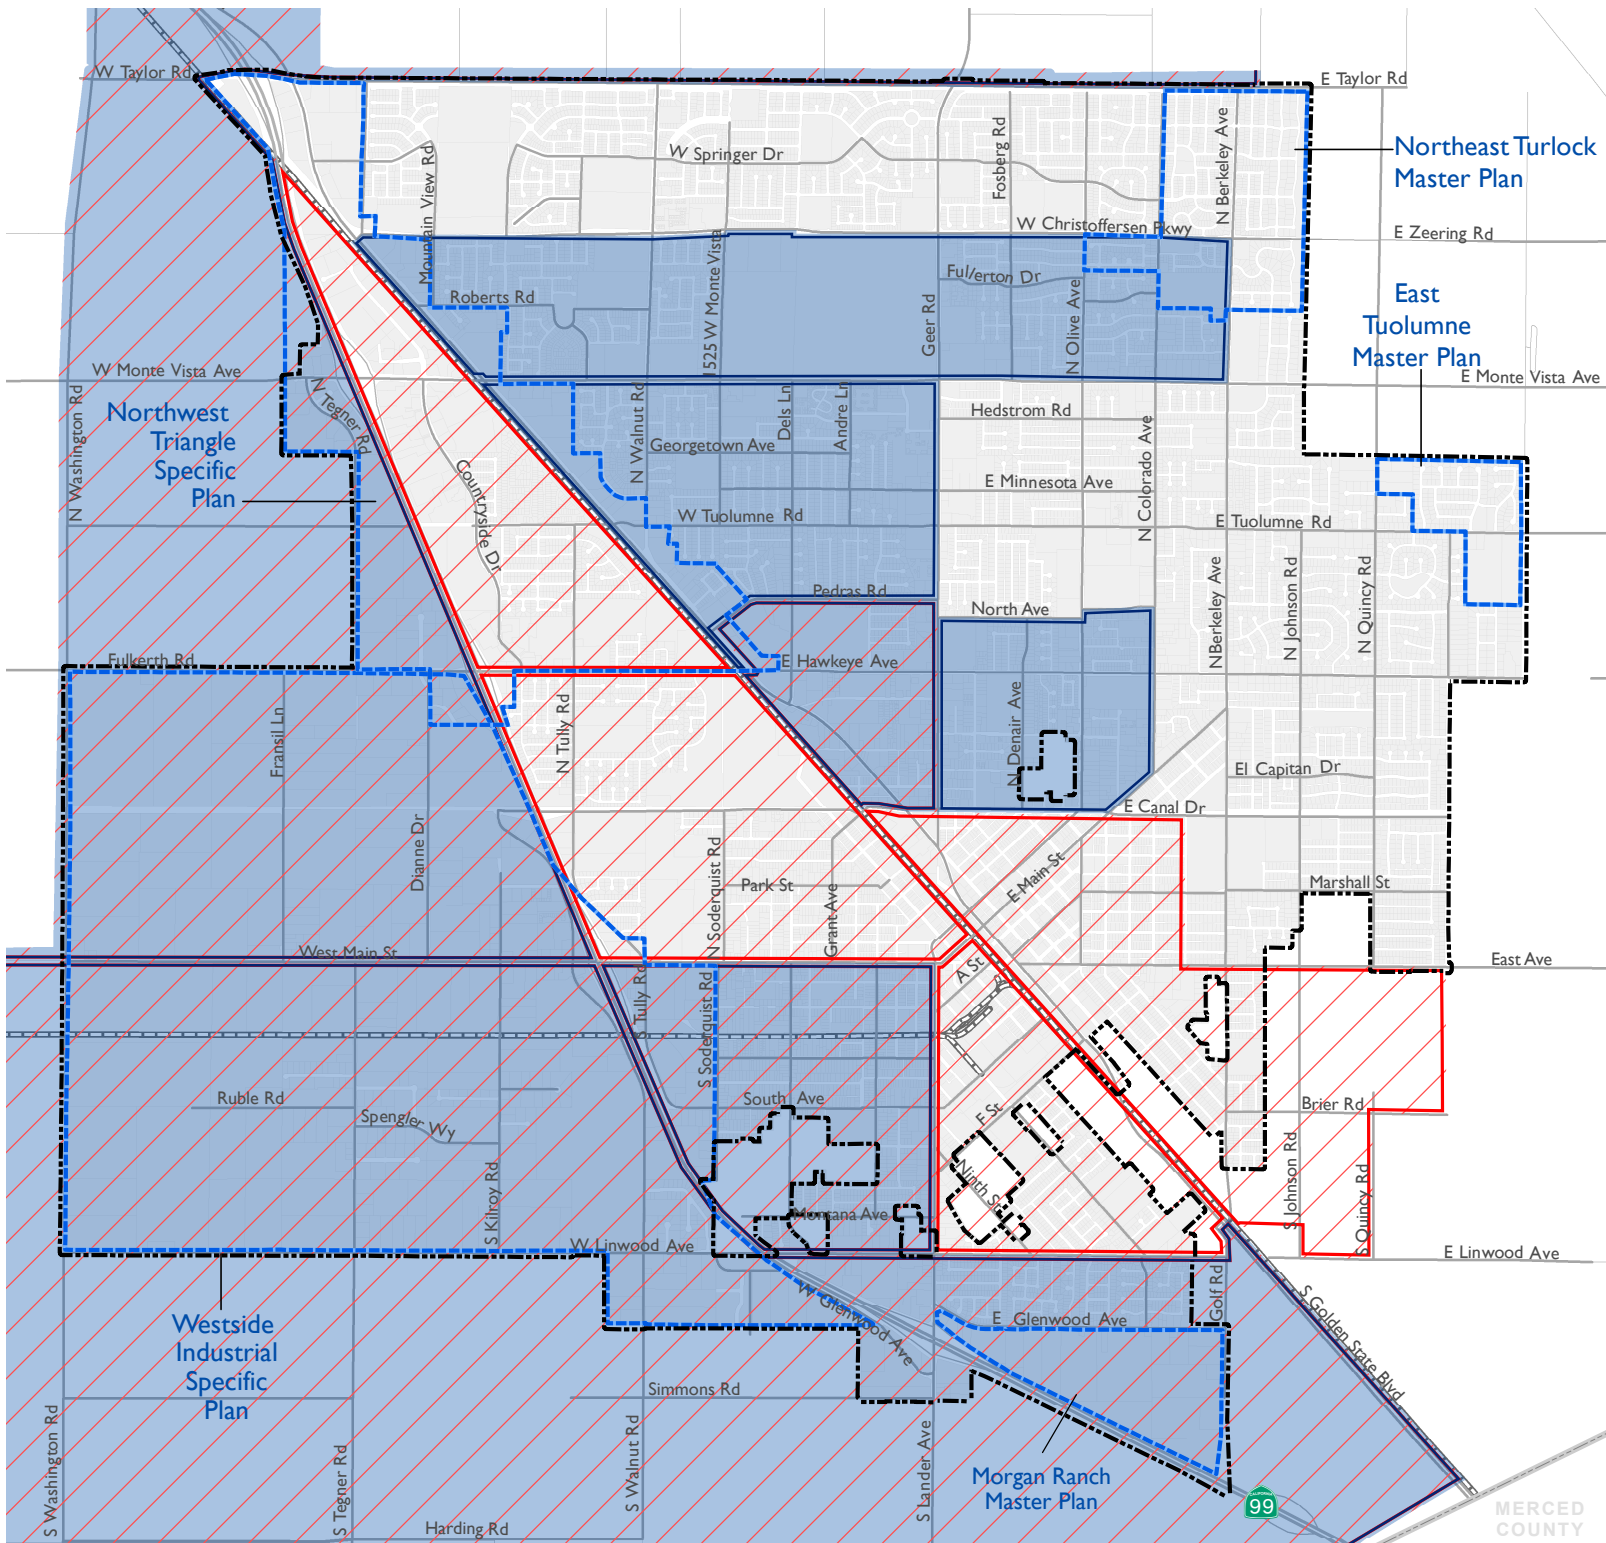 W Taylor Rd
E Taylor Rd
Northeast Turlock
Master Plan
W Springer Dr
Mountain View Rd
Fosberg Rd
N Berkeley Ave
W Christoffersen Pkwy
E Zeering Rd
Fullerton Dr
Roberts Rd
1525 W Monte Vista
Geer Rd
N Olive Ave
East
Tuolumne
Master Plan
W Monte Vista Ave
E Monte Vista Ave
N Washington Rd
Northwest
Triangle
Specific
Plan
N Tegner Rd
Countryside Dr
N Walnut Rd
Dels Ln
Andre Ln
Hedstrom Rd
Georgetown Ave
N Colorado Ave
E Minnesota Ave
W Tuolumne Rd
E Tuolumne Rd
Pedras Rd
North Ave
NBerkeley Ave
N Johnson Rd
N Quincy Rd
Fulkerth Rd
E Hawkeye Ave
Fransil Ln
N Tully Rd
N Denair Ave
El Capitan Dr
E Canal Dr
Dianne Dr
N Soderquist Rd
Park St
Grant Ave
E Main St
Marshall St
West Main St
A St
East Ave
S Tully Rd
S Soderquist Rd
Ruble Rd
Spengler Wy
South Ave
F St
Brier Rd
S Kilroy Rd
Ninth St
Montana Ave
S Johnson Rd
S Quincy Rd
W Linwood Ave
E Linwood Ave
Golf Rd
W Glenwood Ave
E Glenwood Ave
S Golden State Blvd
Westside
Industrial
Specific
Plan
Simmons Rd
S Washington Rd
S Tegner Rd
S Walnut Rd
S Lander Ave
Morgan Ranch
Master Plan
CALIFORNIA
99
Harding Rd
MERCED
COUNTY